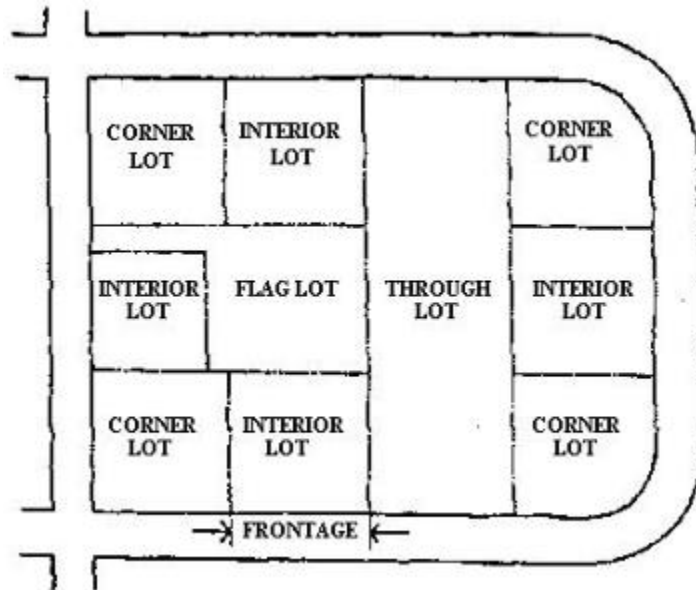 CORNER
LOT
INTERIOR
LOT
CORNER
LOT
INTERIOR
LOT
FLAG LOT
THROUGH
LOT
INTERIOR
LOT
CORNER
LOT
INTERIOR
LOT
CORNER
LOT
FRONTAGE